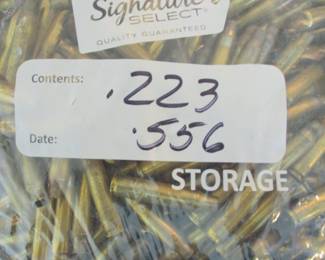 Signature
SELECT®
QUALITY GUARANTEED
Contents: .223
Date: .556
STORAGE